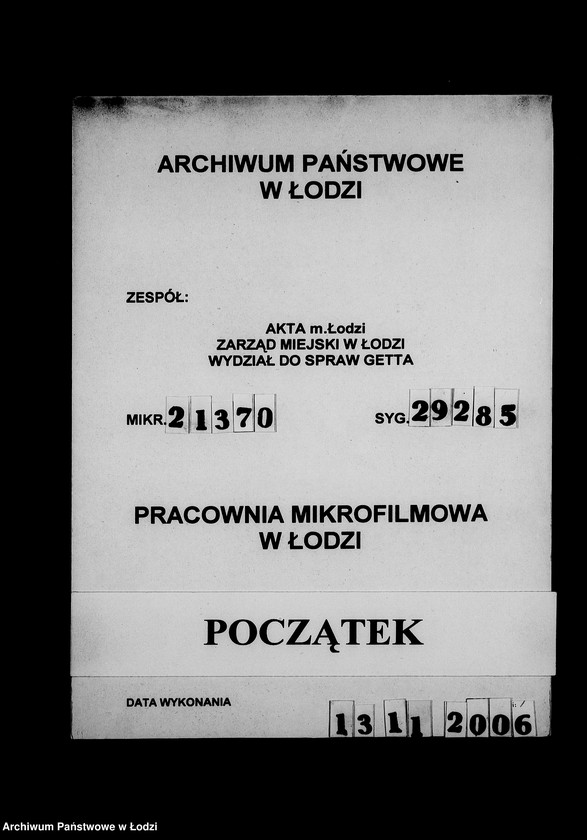 ARCHIWUM PAŃSTWOWE
W ŁODZI
ZESPÓŁ:
AKTA m.Łodzi
ZARZĄD MIEJSKI W ŁODZI
WYDZIAŁ DO SPRAW GETTA
MIKR. 21370 SYG. 29285
PRACOWNIA MIKROFILMOWA
W ŁODZI
POCZĄTEK
DATA WYKONANIA
13 11 2006
Archiwum Państwowe w Łodzi